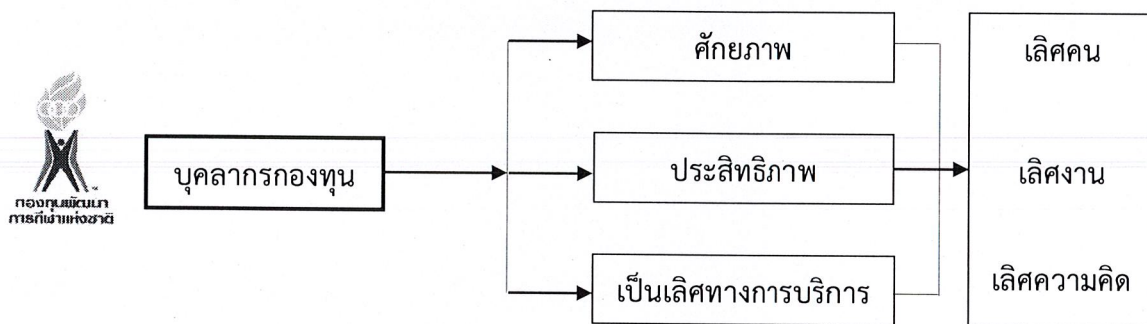 กองทุนพัฒนา
การกีฬาแห่งชาติ
บุคลากรกองทุน
ศักยภาพ
ประสิทธิภาพ
เป็นเลิศทางการบริการ
เลิศคน
เลิศงาน
เลิศความคิด